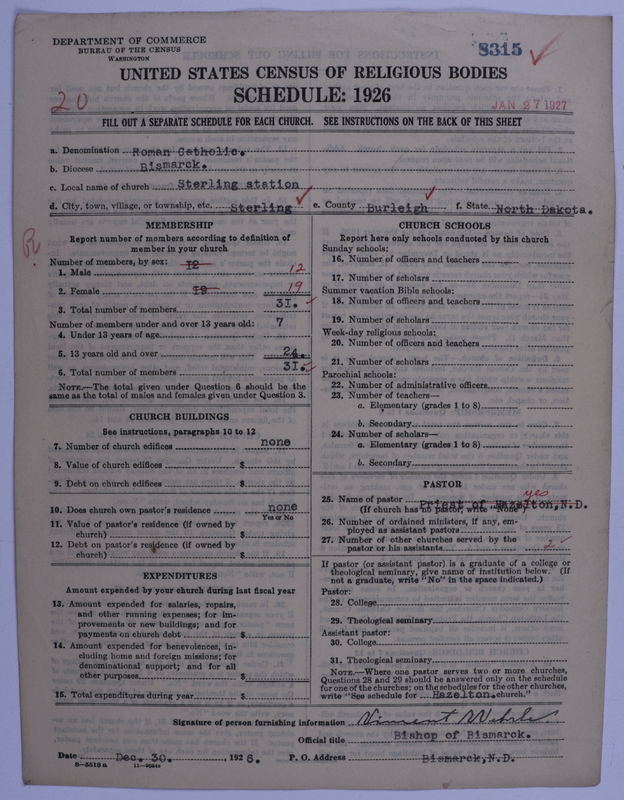 DEPARTMENT OF COMMERCE
BUREAU OF THE CENSUS
WASHINGTON
8315
UNITED STATES CENSUS OF RELIGIOUS BODIES
SCHEDULE: 1926
20
JAN 27 1927
FILL OUT A SEPARATE SCHEDULE FOR EACH CHURCH. SEE INSTRUCTIONS ON THE BACK OF THIS SHEET
a. Denomination Roman Catholic.
b. Diocese Bismarck.
c. Local name of church Sterling station
d. City, town, village, or township, etc. Sterling e. County Burleigh f. State North Dakota.
R
MEMBERSHIP
Report number of members according to definition of
member in your church
Number of members, by sex:
1. Male 12 12
2. Female 19 19
3. Total number of members 31.
Number of members under and over 13 years old:
4. Under 13 years of age 7
5. 13 years old and over 24.
6. Total number of members 31.
NOTE.—The total given under Question 6 should be the
same as the total of males and females given under Question 3.
CHURCH BUILDINGS
See instructions, paragraphs 10 to 12
7. Number of church edifices none
8. Value of church edifices $
9. Debt on church edifices $
10. Does church own pastor's residence none
Yes or No
11. Value of pastor's residence (if owned by
church) $
12. Debt on pastor's residence (if owned by
church) $
EXPENDITURES
Amount expended by your church during last fiscal year
13. Amount expended for salaries, repairs,
and other running expenses; for im-
provements or new buildings; and for
payments on church debt $
14. Amount expended for benevolences, in-
cluding home and foreign missions; for
denominational support; and for all
other purposes $
15. Total expenditures during year $
CHURCH SCHOOLS
Report here only schools conducted by this church
Sunday schools:
16. Number of officers and teachers
17. Number of scholars
Summer vacation Bible schools:
18. Number of officers and teachers
19. Number of scholars
Week-day religious schools:
20. Number of officers and teachers
21. Number of scholars
Parochial schools:
22. Number of administrative officers
23. Number of teachers—
a. Elementary (grades 1 to 8)
b. Secondary
24. Number of scholars—
a. Elementary (grades 1 to 8)
b. Secondary
PASTOR
yes
25. Name of pastor Priest of Hazelton, N.D.
(If church has no pastor, write "None")
26. Number of ordained ministers, if any, em-
ployed as assistant pastors
27. Number of other churches served by the
pastor or his assistants 2
If pastor (or assistant pastor) is a graduate of a college or
theological seminary, give name of institution below. (If
not a graduate, write "No" in the space indicated.)
Pastor:
28. College
29. Theological seminary
Assistant pastor:
30. College
31. Theological seminary
NOTE.—Where one pastor serves two or more churches,
Questions 28 and 29 should be answered only on the schedule
for one of the churches; on the schedules for the other churches,
write "See schedule for Hazelton. church."
Signature of person furnishing information Vincent Wehrle
Official title Bishop of Bismarck.
Date Dec. 30. , 1926. P. O. Address Bismarck, N.D.
8—5518 a